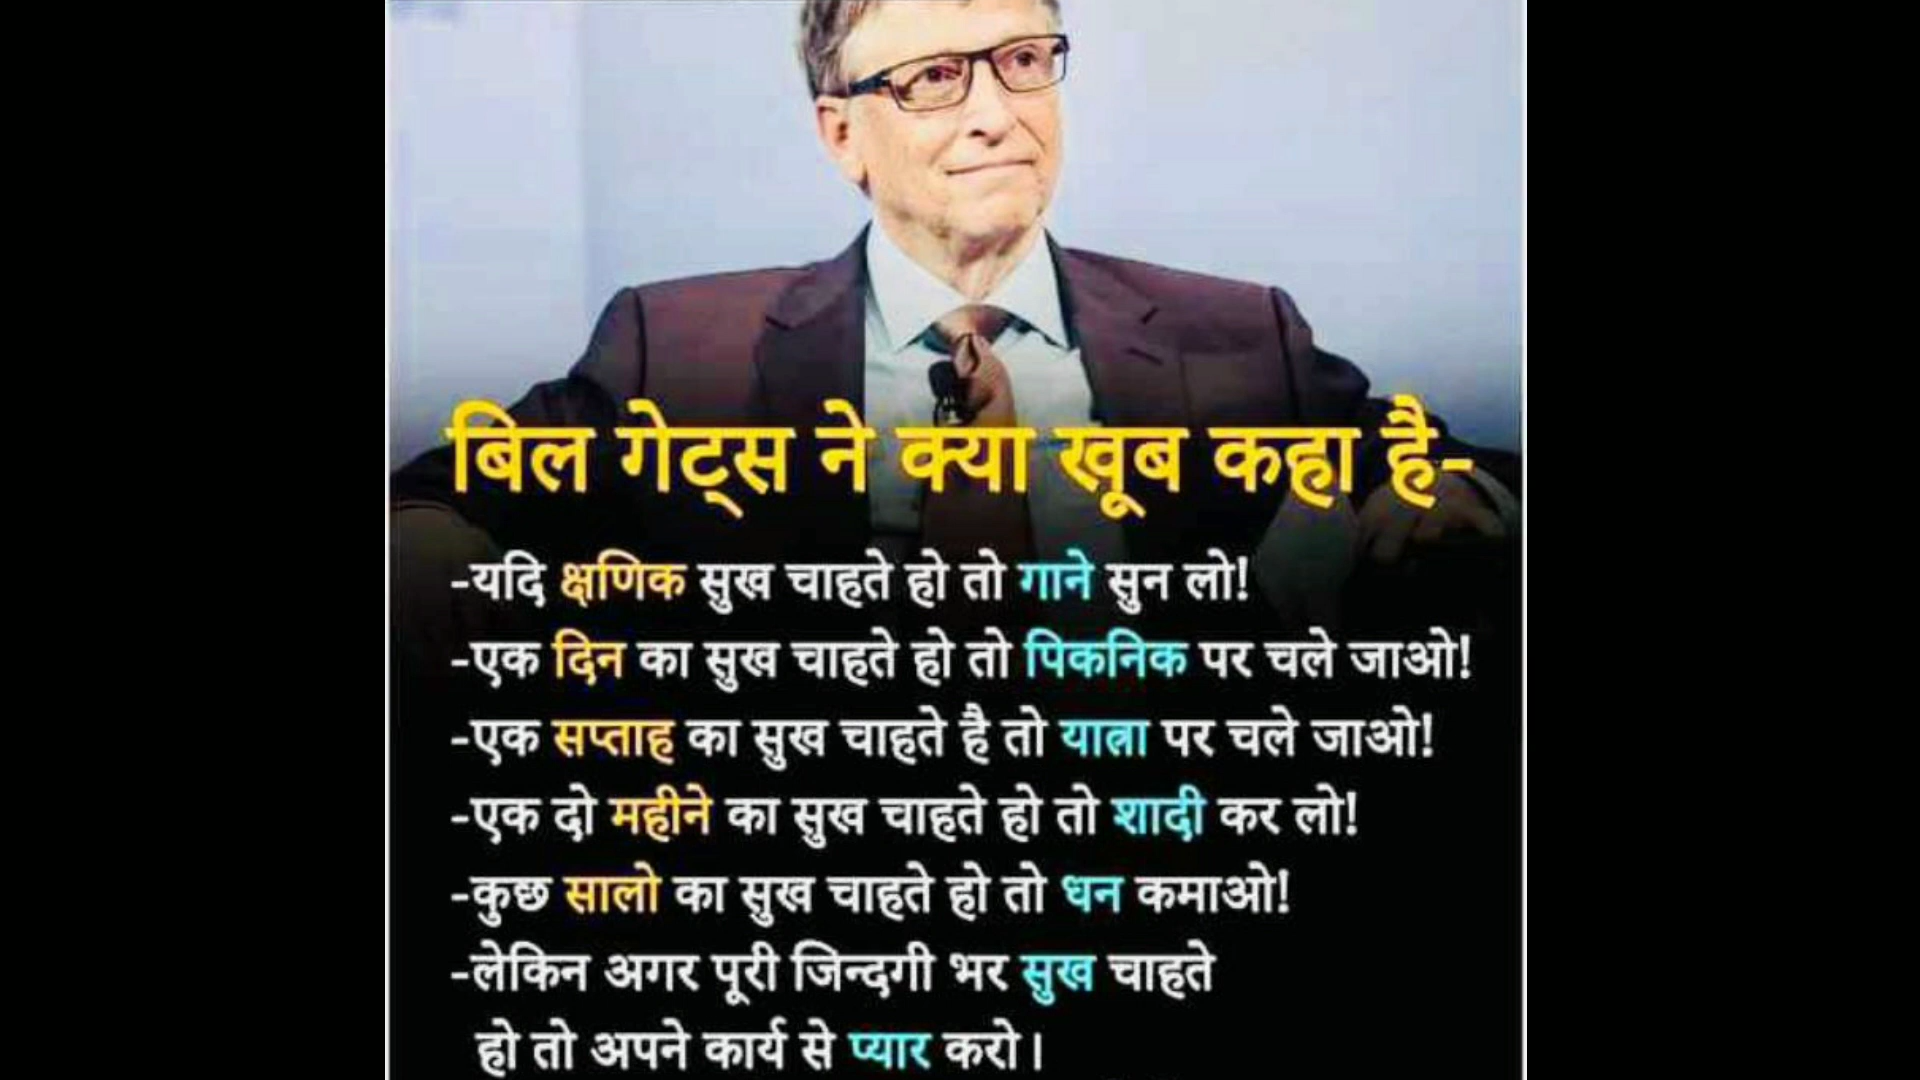 बिल गेट्स ने क्या खूब कहा है-
-यदि क्षणिक सुख चाहते हो तो गाने सुन लो!
-एक दिन का सुख चाहते हो तो पिकनिक पर चले जाओ!
-एक सप्ताह का सुख चाहते है तो यात्रा पर चले जाओ!
-एक दो महीने का सुख चाहते हो तो शादी कर लो!
-कुछ सालो का सुख चाहते हो तो धन कमाओ!
-लेकिन अगर पूरी जिन्दगी भर सुख चाहते
हो तो अपने कार्य से प्यार करो।